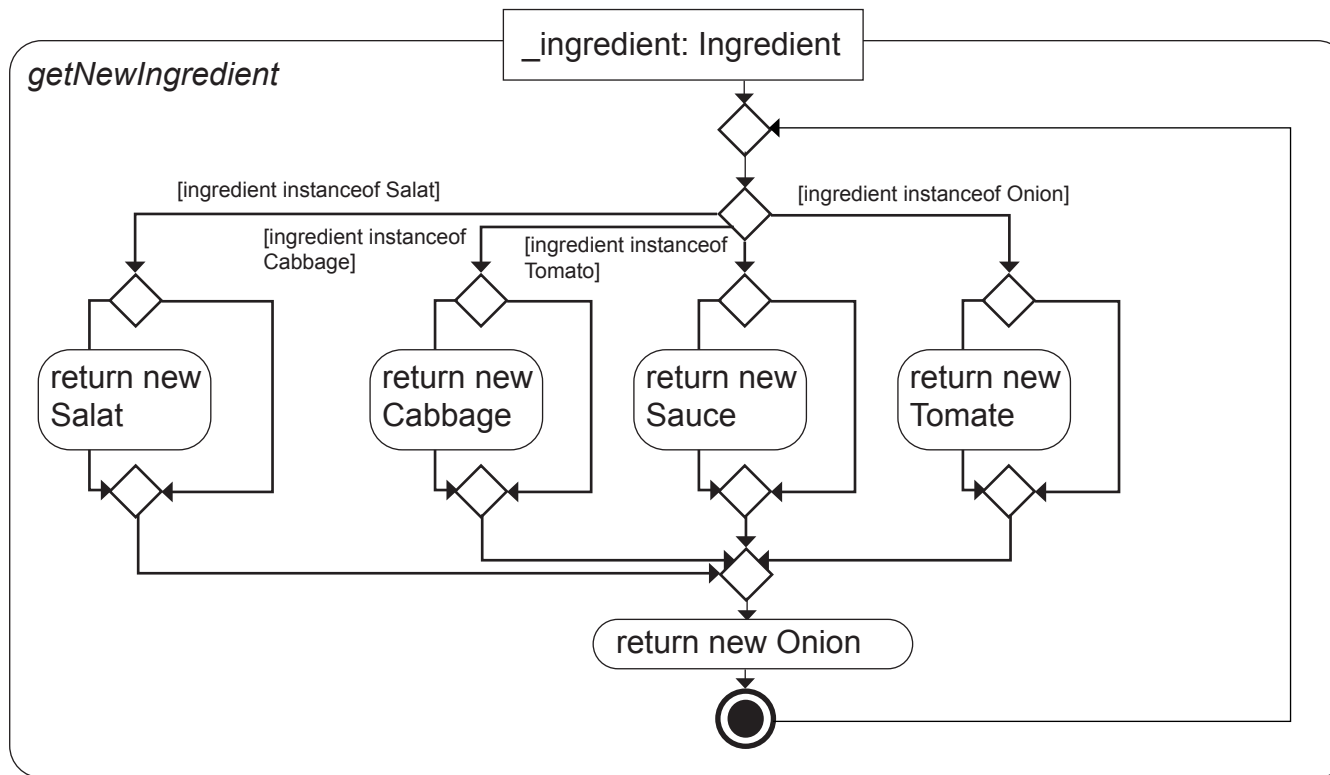 _ingredient: Ingredient
getNewIngredient
[ingredient instanceof Salat]
[ingredient instanceof Onion]
[ingredient instanceof
Cabbage]
[ingredient instanceof
Tomato]
return new
Salat
return new
Cabbage
return new
Sauce
return new
Tomate
return new Onion